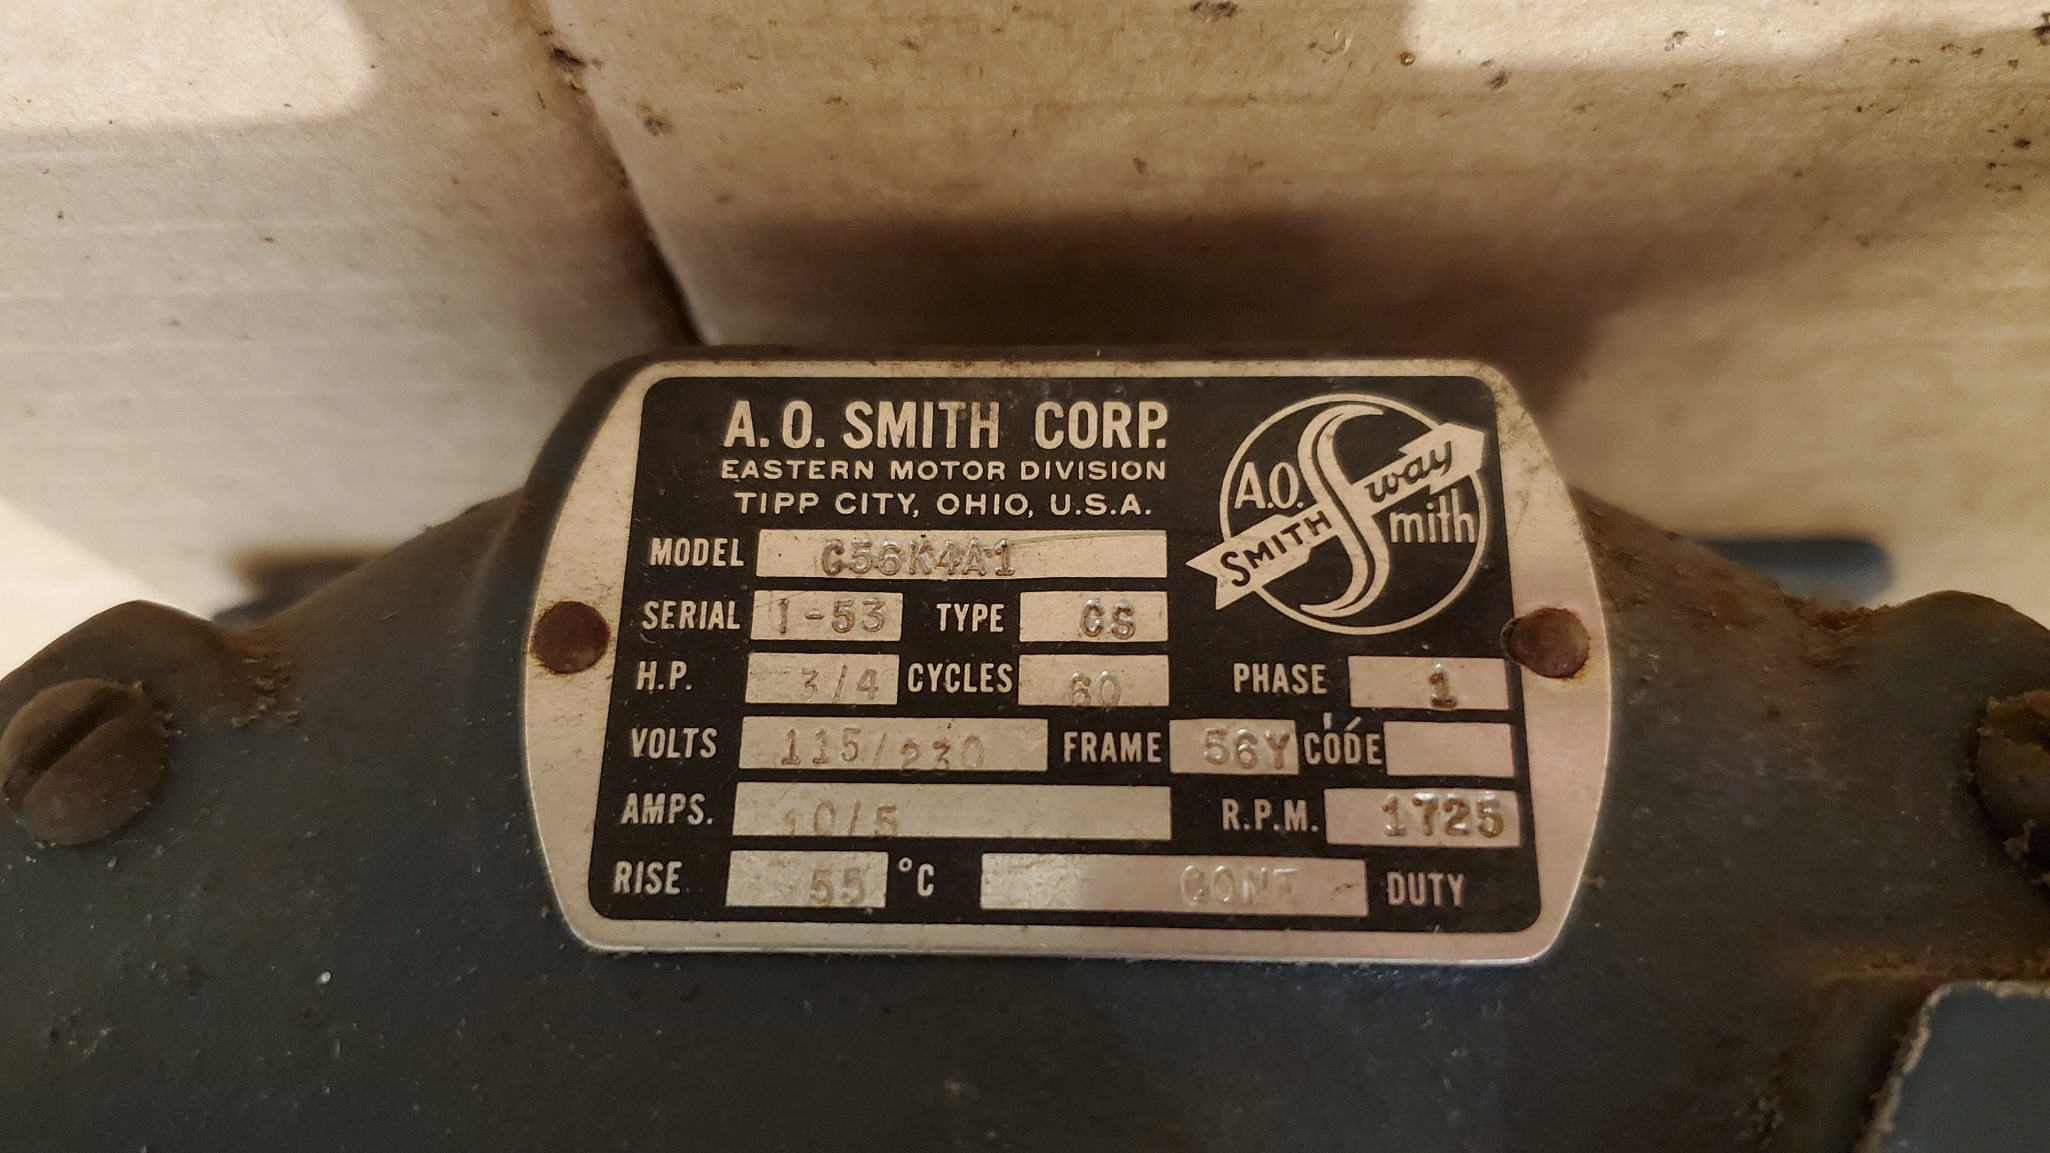 A. O. SMITH CORP.
EASTERN MOTOR DIVISION
TIPP CITY, OHIO, U.S.A.
A.O. Smith
SMITH way
MODEL C56K4A1
SERIAL 1-53 TYPE CS
H.P. 3/4 CYCLES 60 PHASE 1
VOLTS 115/230 FRAME 56Y CODE
AMPS. 10/5 R.P.M. 1725
RISE 55 °C CONT DUTY